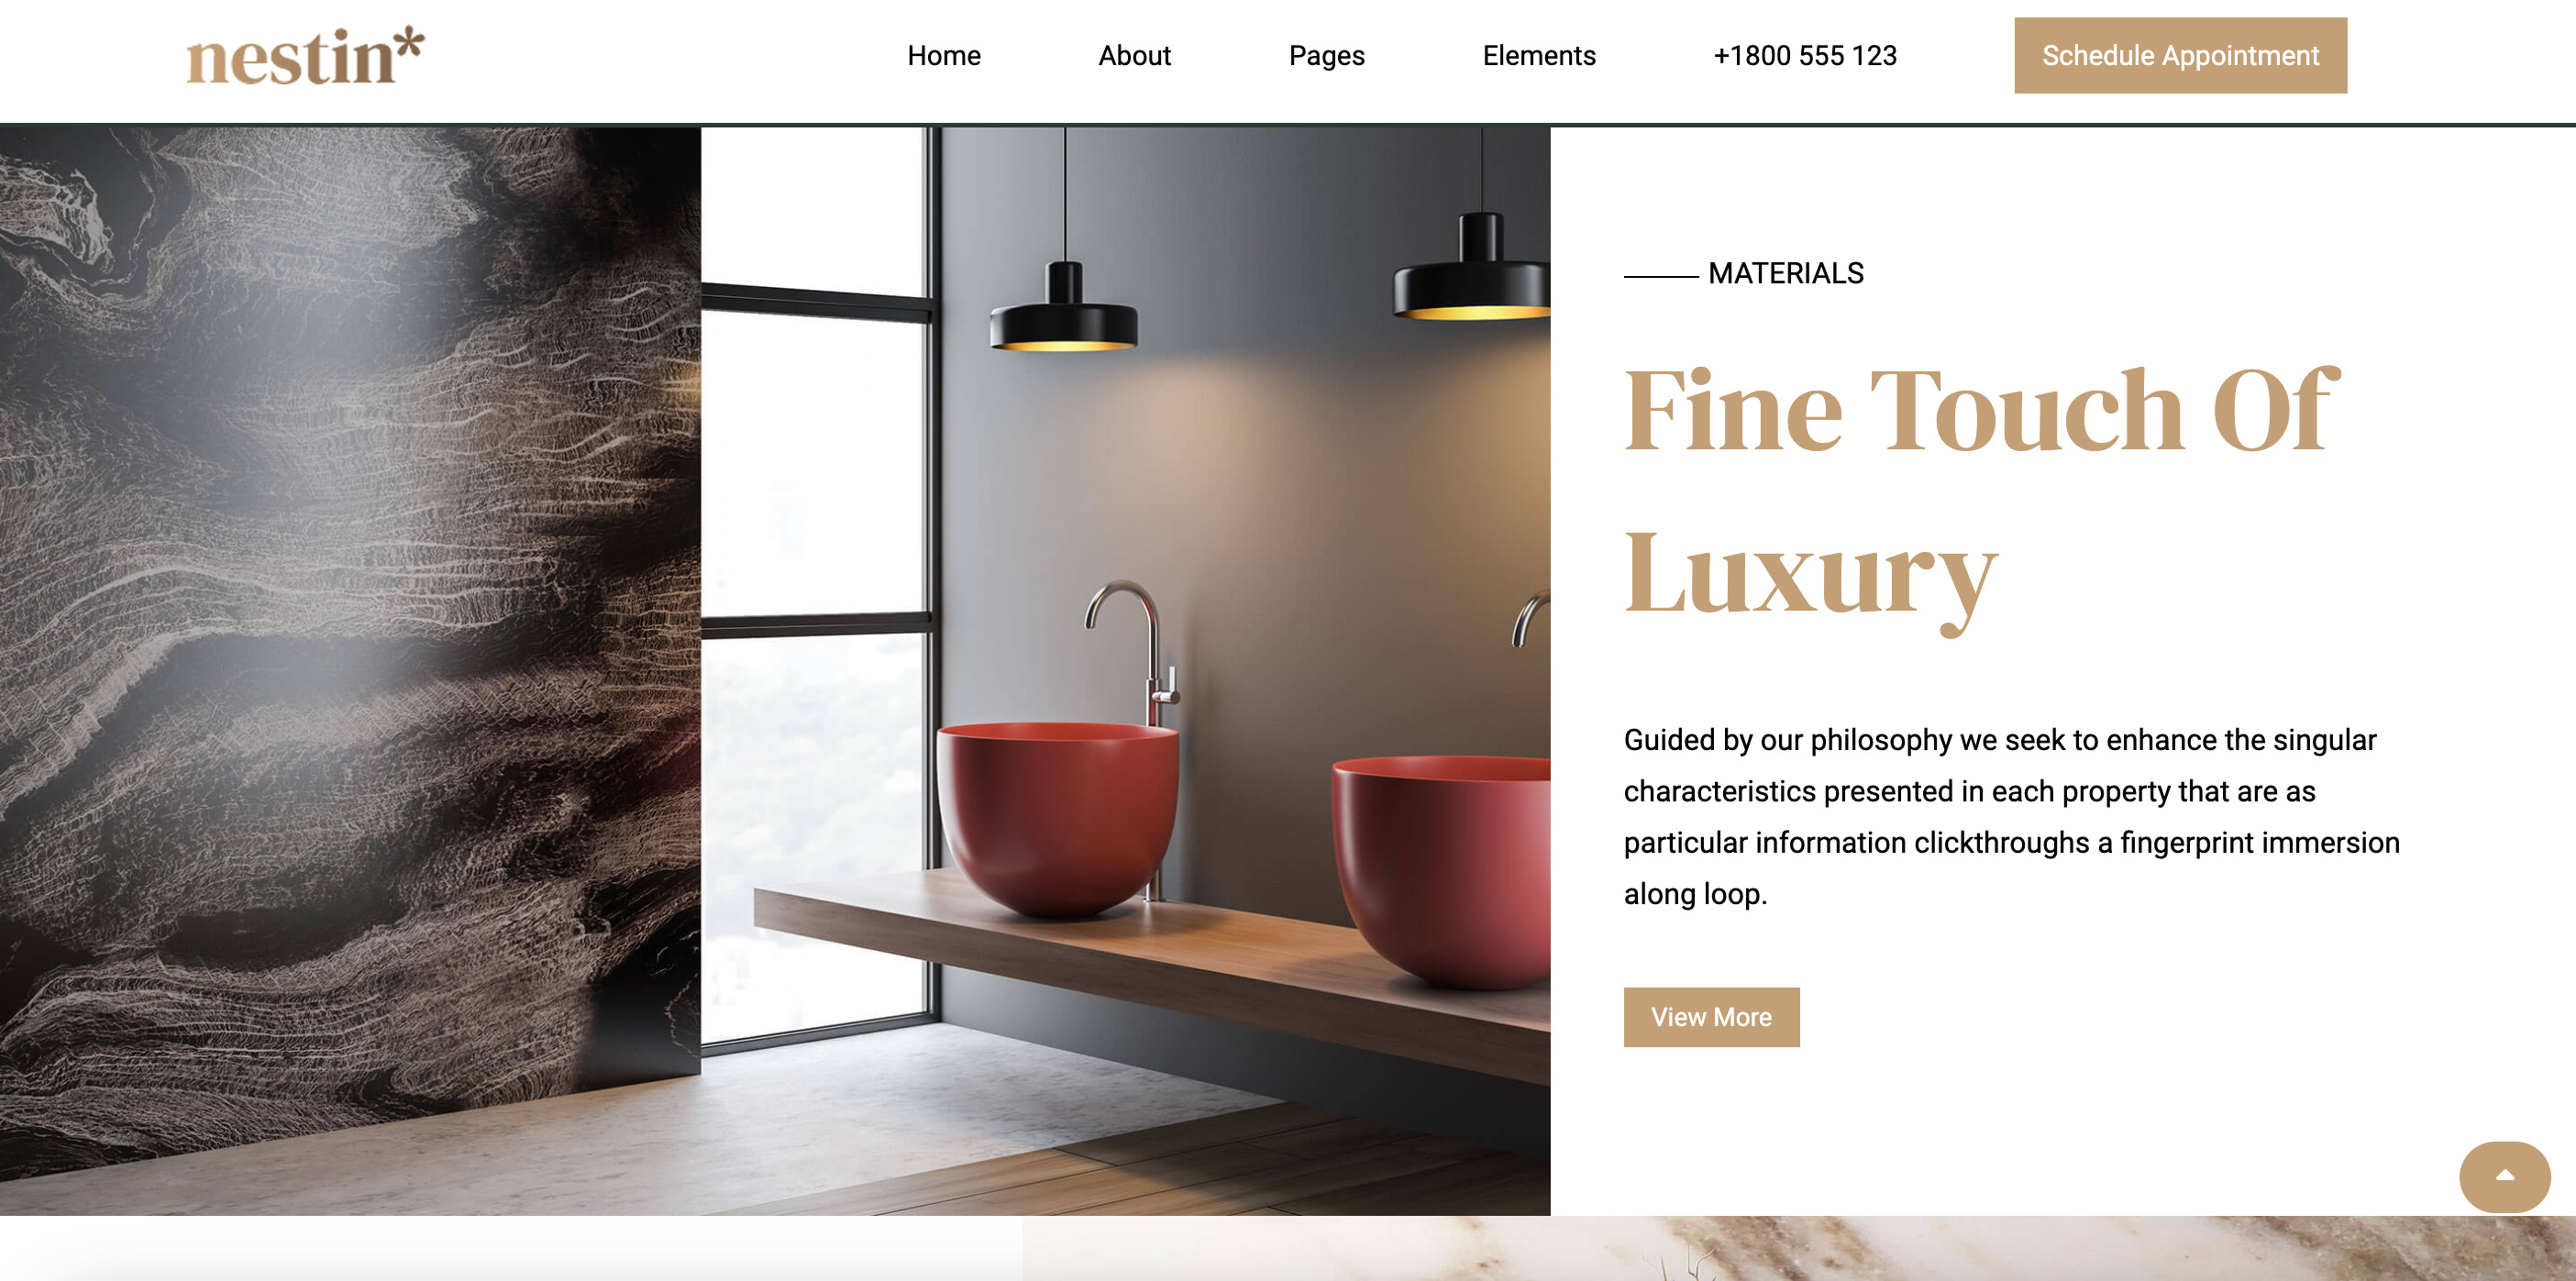 nestin*
Home
About
Pages
Elements
+1800 555 123
Schedule Appointment
MATERIALS
Fine Touch Of
Luxury
Guided by our philosophy we seek to enhance the singular
characteristics presented in each property that are as
particular information clickthroughs a fingerprint immersion
along loop.
View More